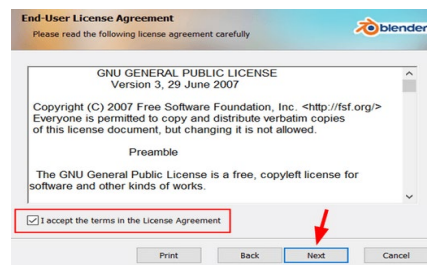 End-User License Agreement
Please read the following license agreement carefully
blender
GNU GENERAL PUBLIC LICENSE
Version 3, 29 June 2007
Copyright (C) 2007 Free Software Foundation, Inc. <http://fsf.org/>
Everyone is permitted to copy and distribute verbatim copies
of this license document, but changing it is not allowed.
Preamble
The GNU General Public License is a free, copyleft license for
software and other kinds of works.
I accept the terms in the License Agreement
Print Back Next Cancel